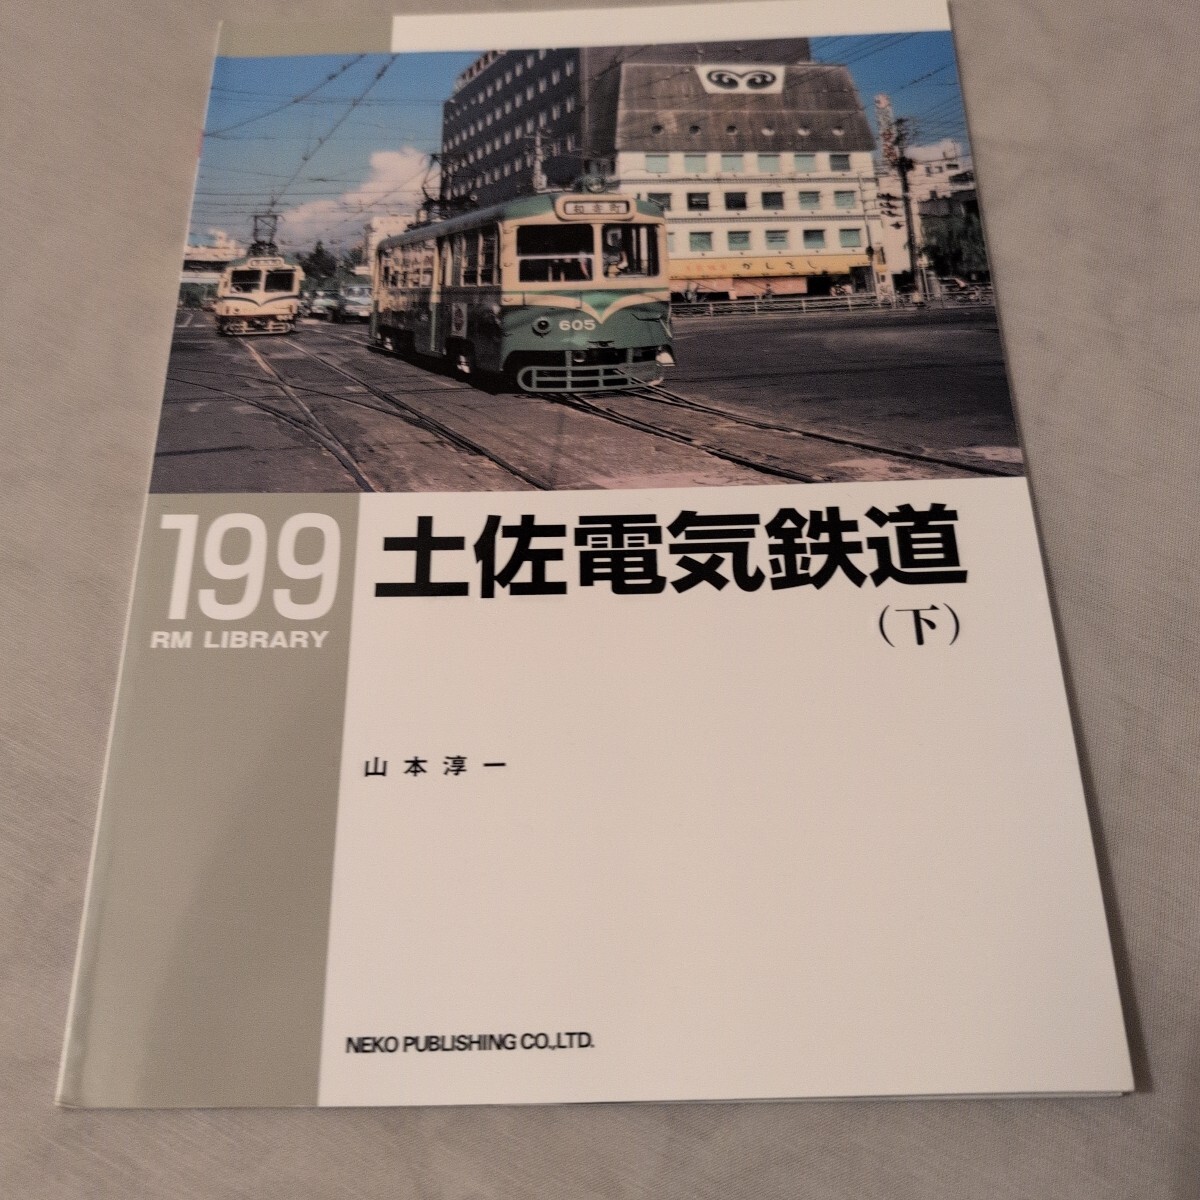 605
199
RM LIBRARY
土佐電気鉄道
（下）
山本淳一
NEKO PUBLISHING CO.,LTD.